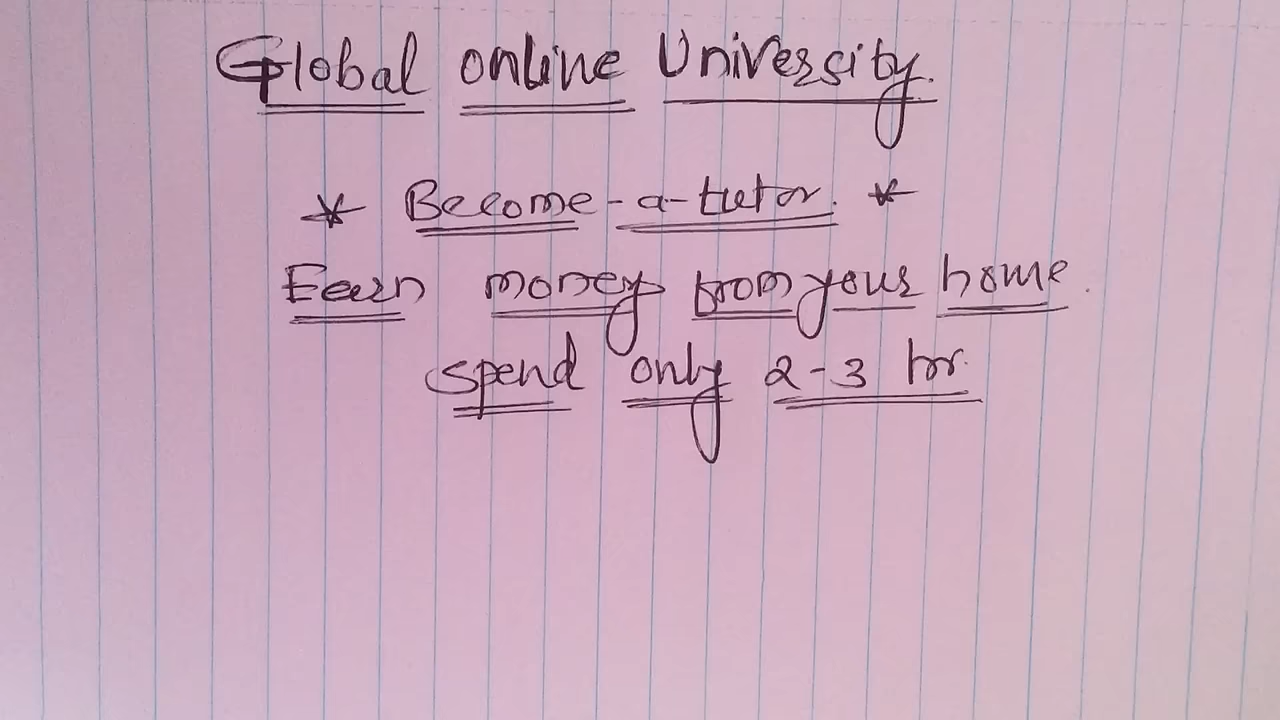 Global online University.
* Become-a-tutor. *
Earn money from your home.
spend only 2-3 hr.